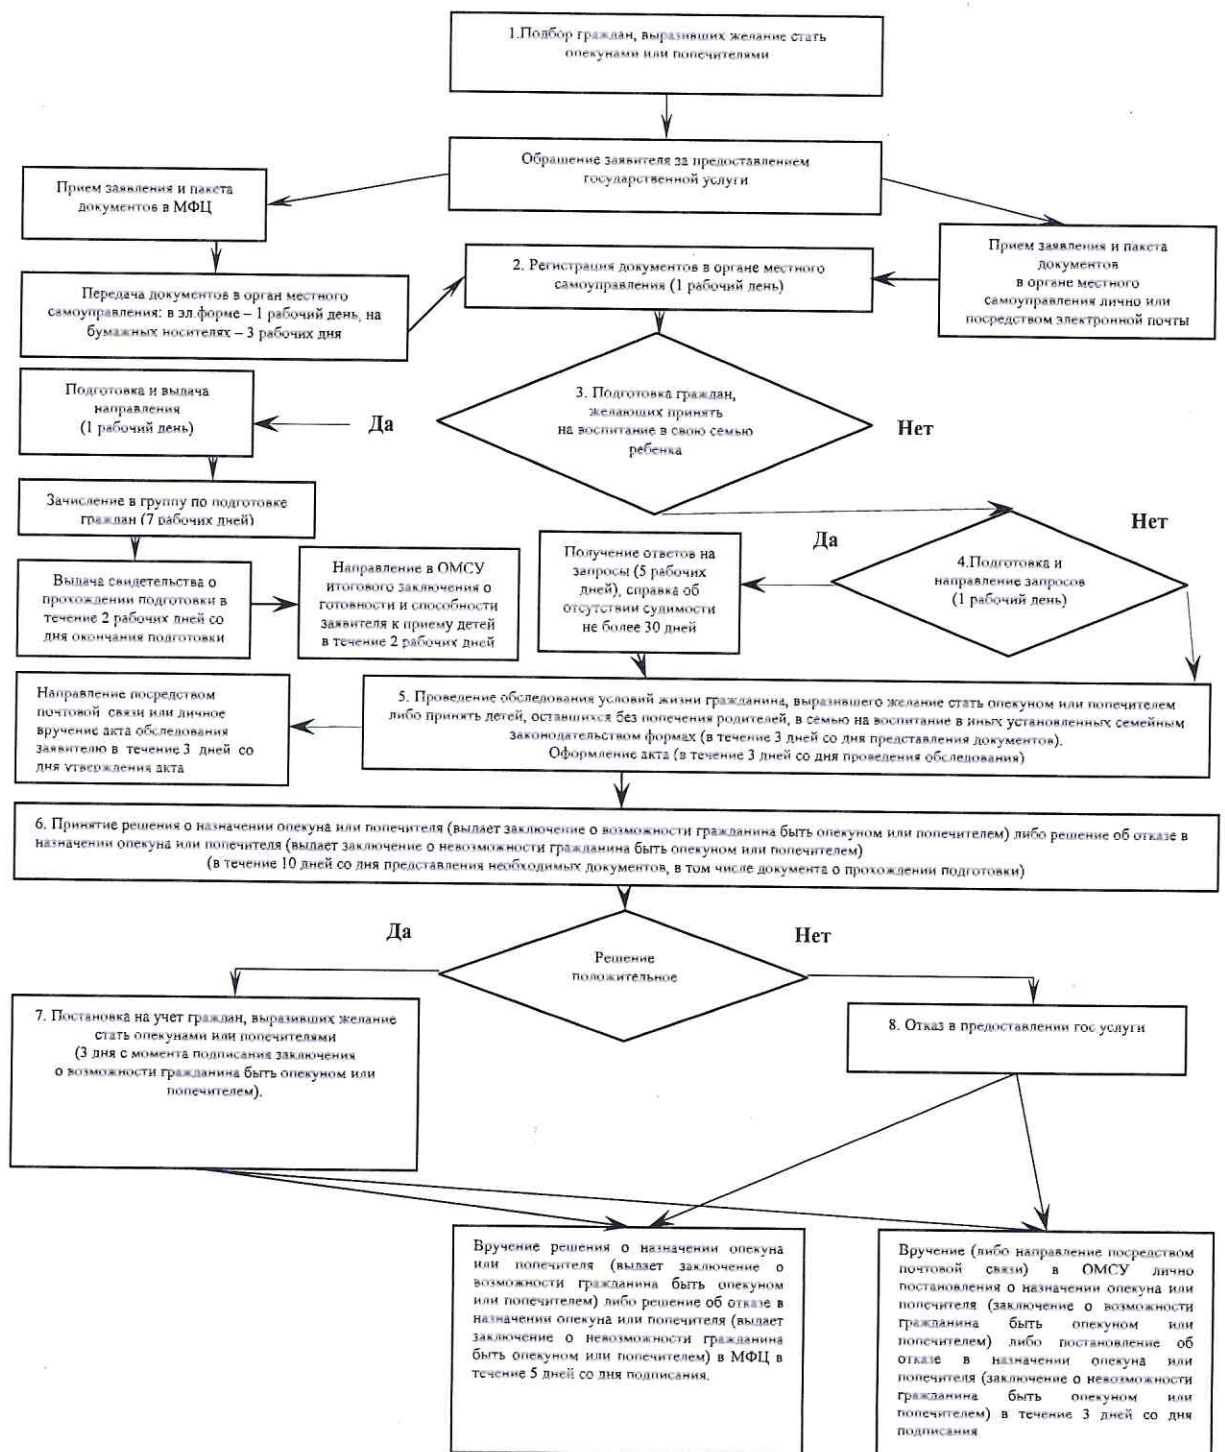 1.Подбор граждан, выразивших желание стать
опекунами или попечителями
Обращение заявителя за предоставлением
государственной услуги
Прием заявления и пакета
документов в МФЦ
Прием заявления и пакета
документов
в органе местного
самоуправления лично или
посредством электронной почты
2. Регистрация документов в органе местного
самоуправления (1 рабочий день)
Передача документов в орган местного
самоуправления: в эл.форме – 1 рабочий день, на
бумажных носителях – 3 рабочих дня
3. Подготовка граждан,
желающих принять
на воспитание в свою семью
ребенка
Да
Нет
Подготовка и выдача
направления
(1 рабочий день)
Зачисление в группу по подготовке
граждан (7 рабочих дней)
Выдача свидетельства о
прохождении подготовки в
течение 2 рабочих дней со
дня окончания подготовки
Направление в ОМСУ
итогового заключения о
готовности и способности
заявителя к приему детей
в течение 2 рабочих дней
Получение ответов на
запросы (5 рабочих
дней), справка об
отсутствии судимости
не более 30 дней
Да
4.Подготовка и
направление запросов
(1 рабочий день)
Нет
Направление посредством
почтовой связи или личное
вручение акта обследования
заявителю в течение 3 дней со
дня утверждения акта
5. Проведение обследования условий жизни гражданина, выразившего желание стать опекуном или попечителем
либо принять детей, оставшихся без попечения родителей, в семью на воспитание в иных установленных семейным
законодательством формах (в течение 3 дней со дня представления документов).
Оформление акта (в течение 3 дней со дня проведения обследования)
6. Принятие решения о назначении опекуна или попечителя (выдает заключение о возможности гражданина быть опекуном или попечителем) либо решение об отказе в
назначении опекуна или попечителя (выдает заключение о невозможности гражданина быть опекуном или попечителем)
(в течение 10 дней со дня представления необходимых документов, в том числе документа о прохождении подготовки)
Да
Решение
положительное
Нет
7. Постановка на учет граждан, выразивших желание
стать опекунами или попечителями
(3 дня с момента подписания заключения
о возможности гражданина быть опекуном или
попечителем).
8. Отказ в предоставлении гос услуги
Вручение решения о назначении опекуна
или попечителя (выдает заключение о
возможности гражданина быть опекуном
или попечителем) либо решение об отказе в
назначении опекуна или попечителя (выдает
заключение о невозможности гражданина
быть опекуном или попечителем) в МФЦ в
течение 5 дней со дня подписания.
Вручение (либо направление посредством
почтовой связи) в ОМСУ лично
постановления о назначении опекуна или
попечителя (заключение о возможности
гражданина быть опекуном или
попечителем) либо постановление об
отказе в назначении опекуна или
попечителя (заключение о невозможности
гражданина быть опекуном или
попечителем) в течение 3 дней со дня
подписания